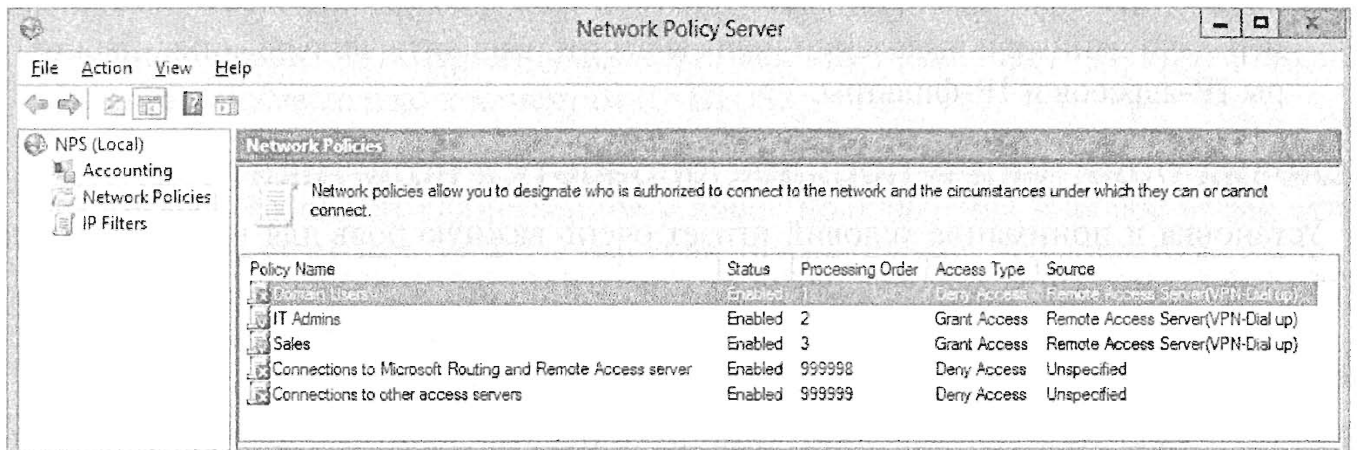 Network Policy Server
File Action View Help
NPS (Local)
Accounting
Network Policies
IP Filters
Network Policies
Network policies allow you to designate who is authorized to connect to the network and the circumstances under which they can or cannot
connect.
Policy Name Status Processing Order Access Type Source
Domain Users Enabled 1 Deny Access Remote Access Server(VPN-Dial up)
IT Admins Enabled 2 Grant Access Remote Access Server(VPN-Dial up)
Sales Enabled 3 Grant Access Remote Access Server(VPN-Dial up)
Connections to Microsoft Routing and Remote Access server Enabled 999998 Deny Access Unspecified
Connections to other access servers Enabled 999999 Deny Access Unspecified